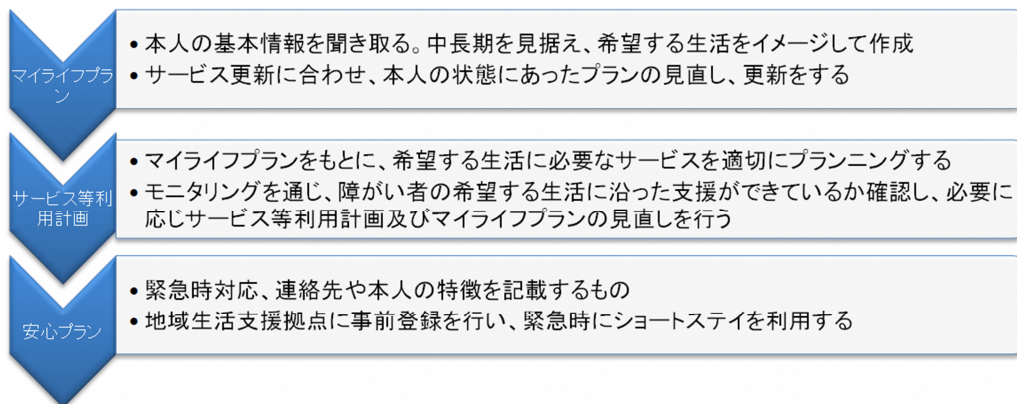 マイライフプラ
ン
• 本人の基本情報を聞き取る。中長期を見据え、希望する生活をイメージして作成
• サービス更新に合わせ、本人の状態にあったプランの見直し、更新をする
サービス等利
用計画
• マイライフプランをもとに、希望する生活に必要なサービスを適切にプランニングする
• モニタリングを通じ、障がい者の希望する生活に沿った支援ができているか確認し、必要に
応じサービス等利用計画及びマイライフプランの見直しを行う
安心プラン
• 緊急時対応、連絡先や本人の特徴を記載するもの
• 地域生活支援拠点に事前登録を行い、緊急時にショートステイを利用する